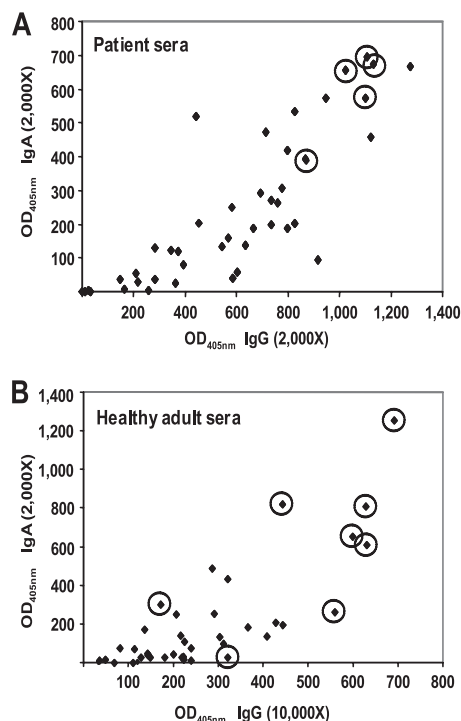 A
Patient sera
800
700
600
500
400
300
200
100
0
OD405nm IgA (2,000X)
200 400 600 800 1,000 1,200 1,400
OD405nm IgG (2,000X)
B
Healthy adult sera
1,400
1,200
1,000
800
600
400
200
0
OD405nm IgA (2,000X)
100 200 300 400 500 600 700 800
OD405nm IgG (10,000X)